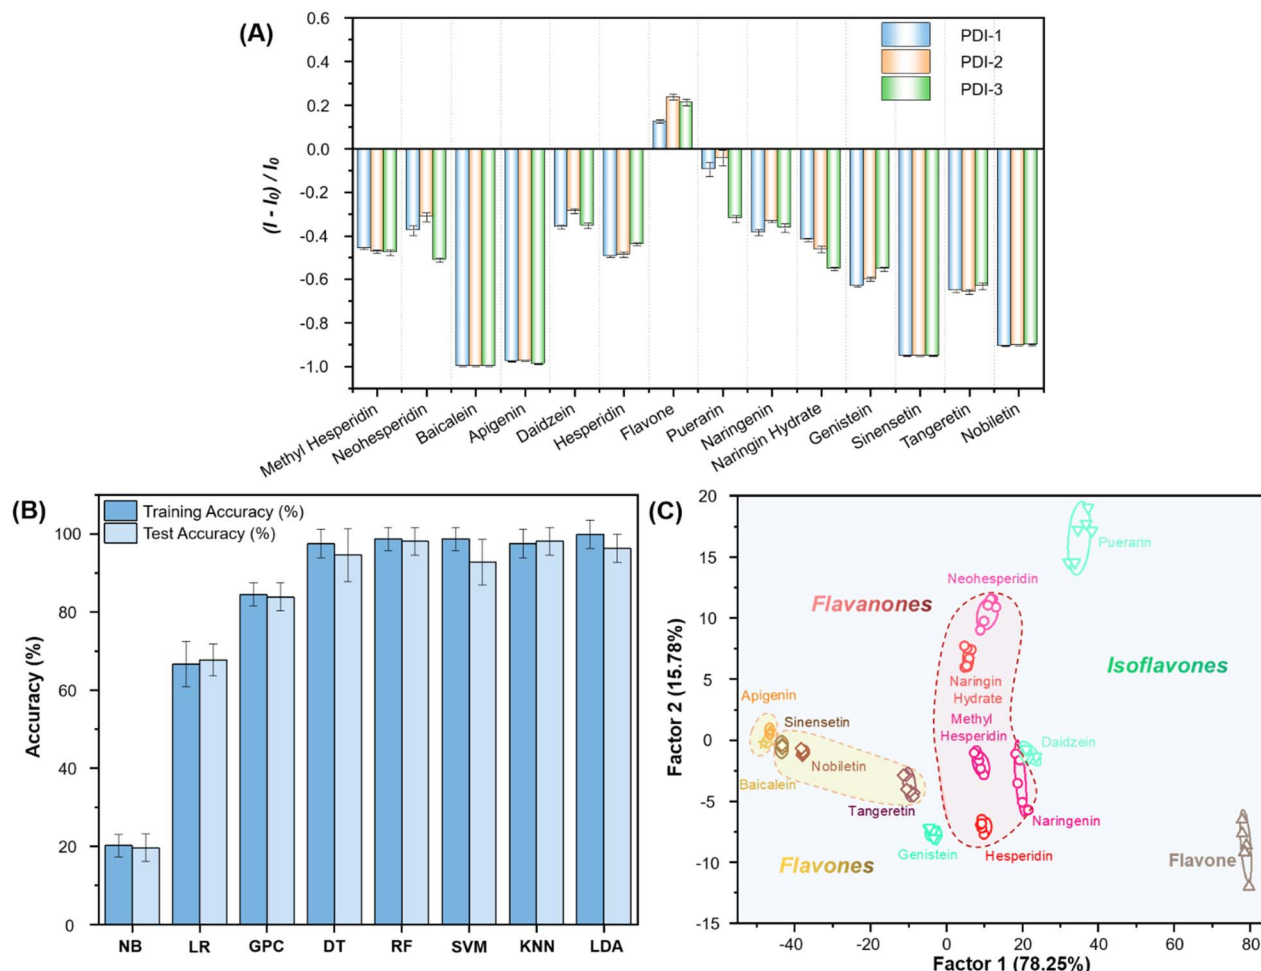 (A)
0.6
0.4
0.2
0.0
-0.2
-0.4
-0.6
-0.8
-1.0
(I - I0) / I0
PDI-1
PDI-2
PDI-3
Methyl Hesperidin
Neohesperidin
Baicalein
Apigenin
Daidzein
Hesperidin
Flavone
Puerarin
Naringenin
Naringin Hydrate
Genistein
Sinensetin
Tangeretin
Nobiletin
(B)
Training Accuracy (%)
Test Accuracy (%)
100
80
60
40
20
0
Accuracy (%)
NB
LR
GPC
DT
RF
SVM
KNN
LDA
(C)
20
15
10
5
0
-5
-10
-15
Factor 2 (15.78%)
Puerarin
Neohesperidin
Flavanones
Isoflavones
Naringin
Hydrate
Apigenin
Sinensetin
Methyl
Hesperidin
Daidzein
Nobiletin
Baicalein
Tangeretin
Naringenin
Genistein
Hesperidin
Flavones
Flavone
-40
-20
0
20
40
60
80
Factor 1 (78.25%)